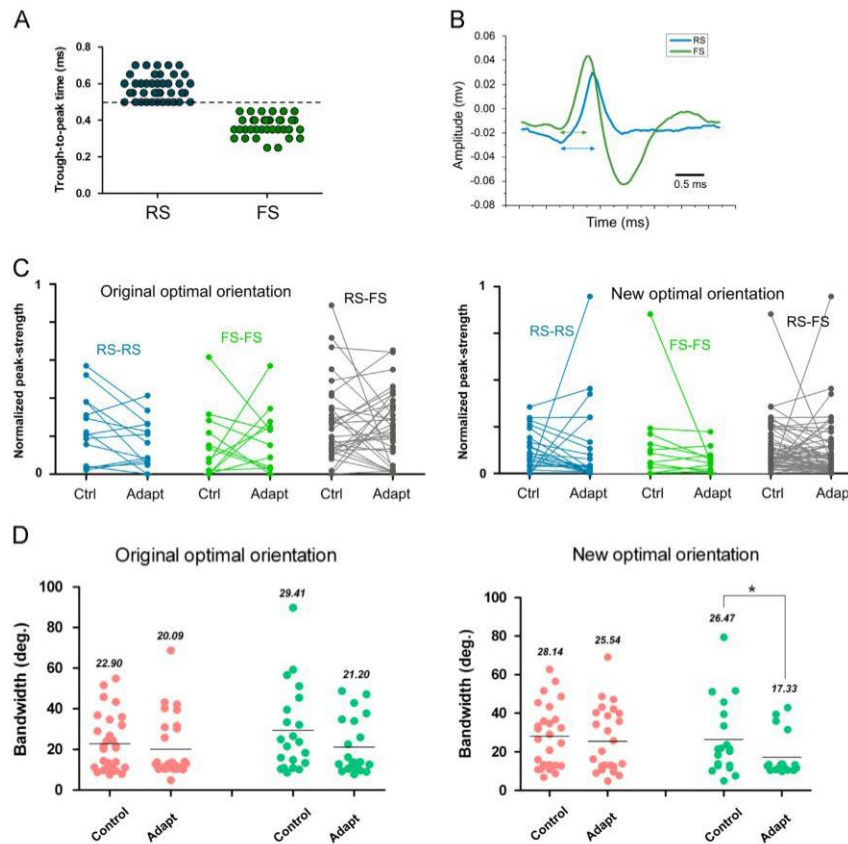 A
Trough-to-peak time (ms)
0.8
0.6
0.4
0.2
0.0
RS
FS
B
RS
FS
Amplitude (mv)
0.06
0.04
0.02
0.00
-0.02
-0.04
-0.06
-0.08
0.5 ms
Time (ms)
C
Normalized peak-strength
1
0
Original optimal orientation
RS-RS
FS-FS
RS-FS
Ctrl Adapt Ctrl Adapt Ctrl Adapt
Normalized peak-strength
1
0
New optimal orientation
RS-RS
FS-FS
RS-FS
Ctrl Adapt Ctrl Adapt Ctrl Adapt
D
Original optimal orientation
Bandwidth (deg.)
100
80
60
40
20
0
22.90
20.09
29.41
21.20
Control Adapt Control Adapt
New optimal orientation
Bandwidth (deg.)
100
80
60
40
20
0
28.14
25.54
26.47
*
17.33
Control Adapt Control Adapt